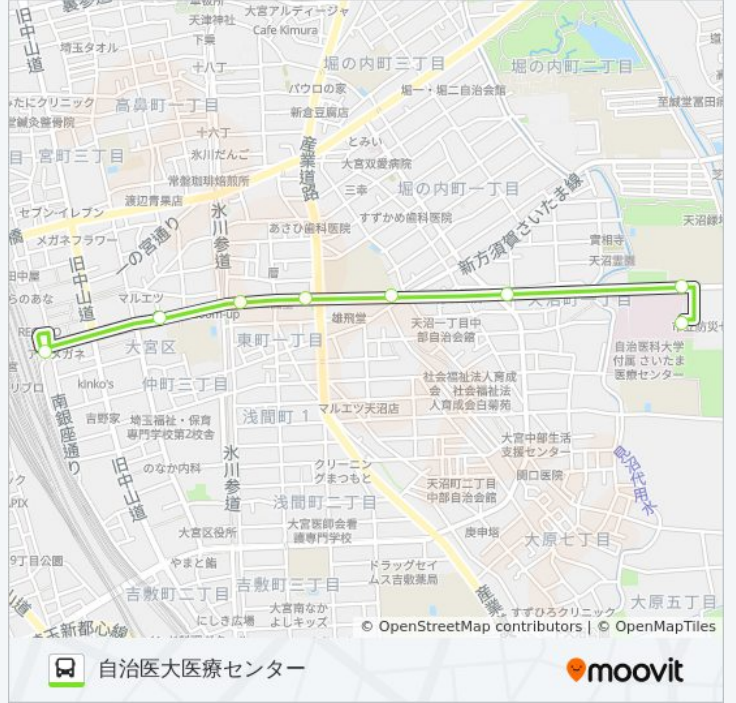 大宮アルディージャ
天津神社
Cafe Kimura
下栗
旧中山道
埼玉タオル
十八丁
堀の内町三丁目
堀の内町二丁目
パウロの家
堀一・堀二自治会館
高鼻町一丁目
新倉豆腐店
十六丁
とみい
産業道路
宮町三丁目
氷川だんご
大宮双愛病院
常盤珈琲焙煎所
三幸
堀の内町一丁目
渡辺青果店
セブン-イレブン
氷川参道
すずかめ歯科医院
天沼緑
メガネフラワー
一の宮通り
あさひ歯科医院
新方須賀さいたま線
實相寺
天沼霊園
旧中山道
マルエツ
雄飛堂
天沼町一丁目
大宮区
東町一丁目
天沼一丁目中
部自治会館
自治医科大学
付属 さいたま
医療センター
kinko's
仲町三丁目
社会福祉法人育成
会 社会福祉法
人育成会白菊苑
南銀座通り
吉野家
埼玉福祉・保育
専門学校第2校舎
浅間町 1
マルエツ天沼店
大宮中部生活
支援センター
旧中山道
のなか内科
氷川参道
クリーニン
グまつもと
関口医院
見沼代用水
天沼町二丁目
中部自治会館
浅間町二丁目
大宮区役所
大宮医師会看
護専門学校
庚申塔
大原七丁目
9丁目公園
やまと鮨
ドラッグセイ
ムス吉敷薬局
吉敷町二丁目
吉敷町三丁目
産業
にしき広場
大宮南なか
よしキッズ
すずひろクリニック
大原五丁目
新都心線
© OpenStreetMap contributors | © OpenMapTiles
自治医大医療センター
moovit